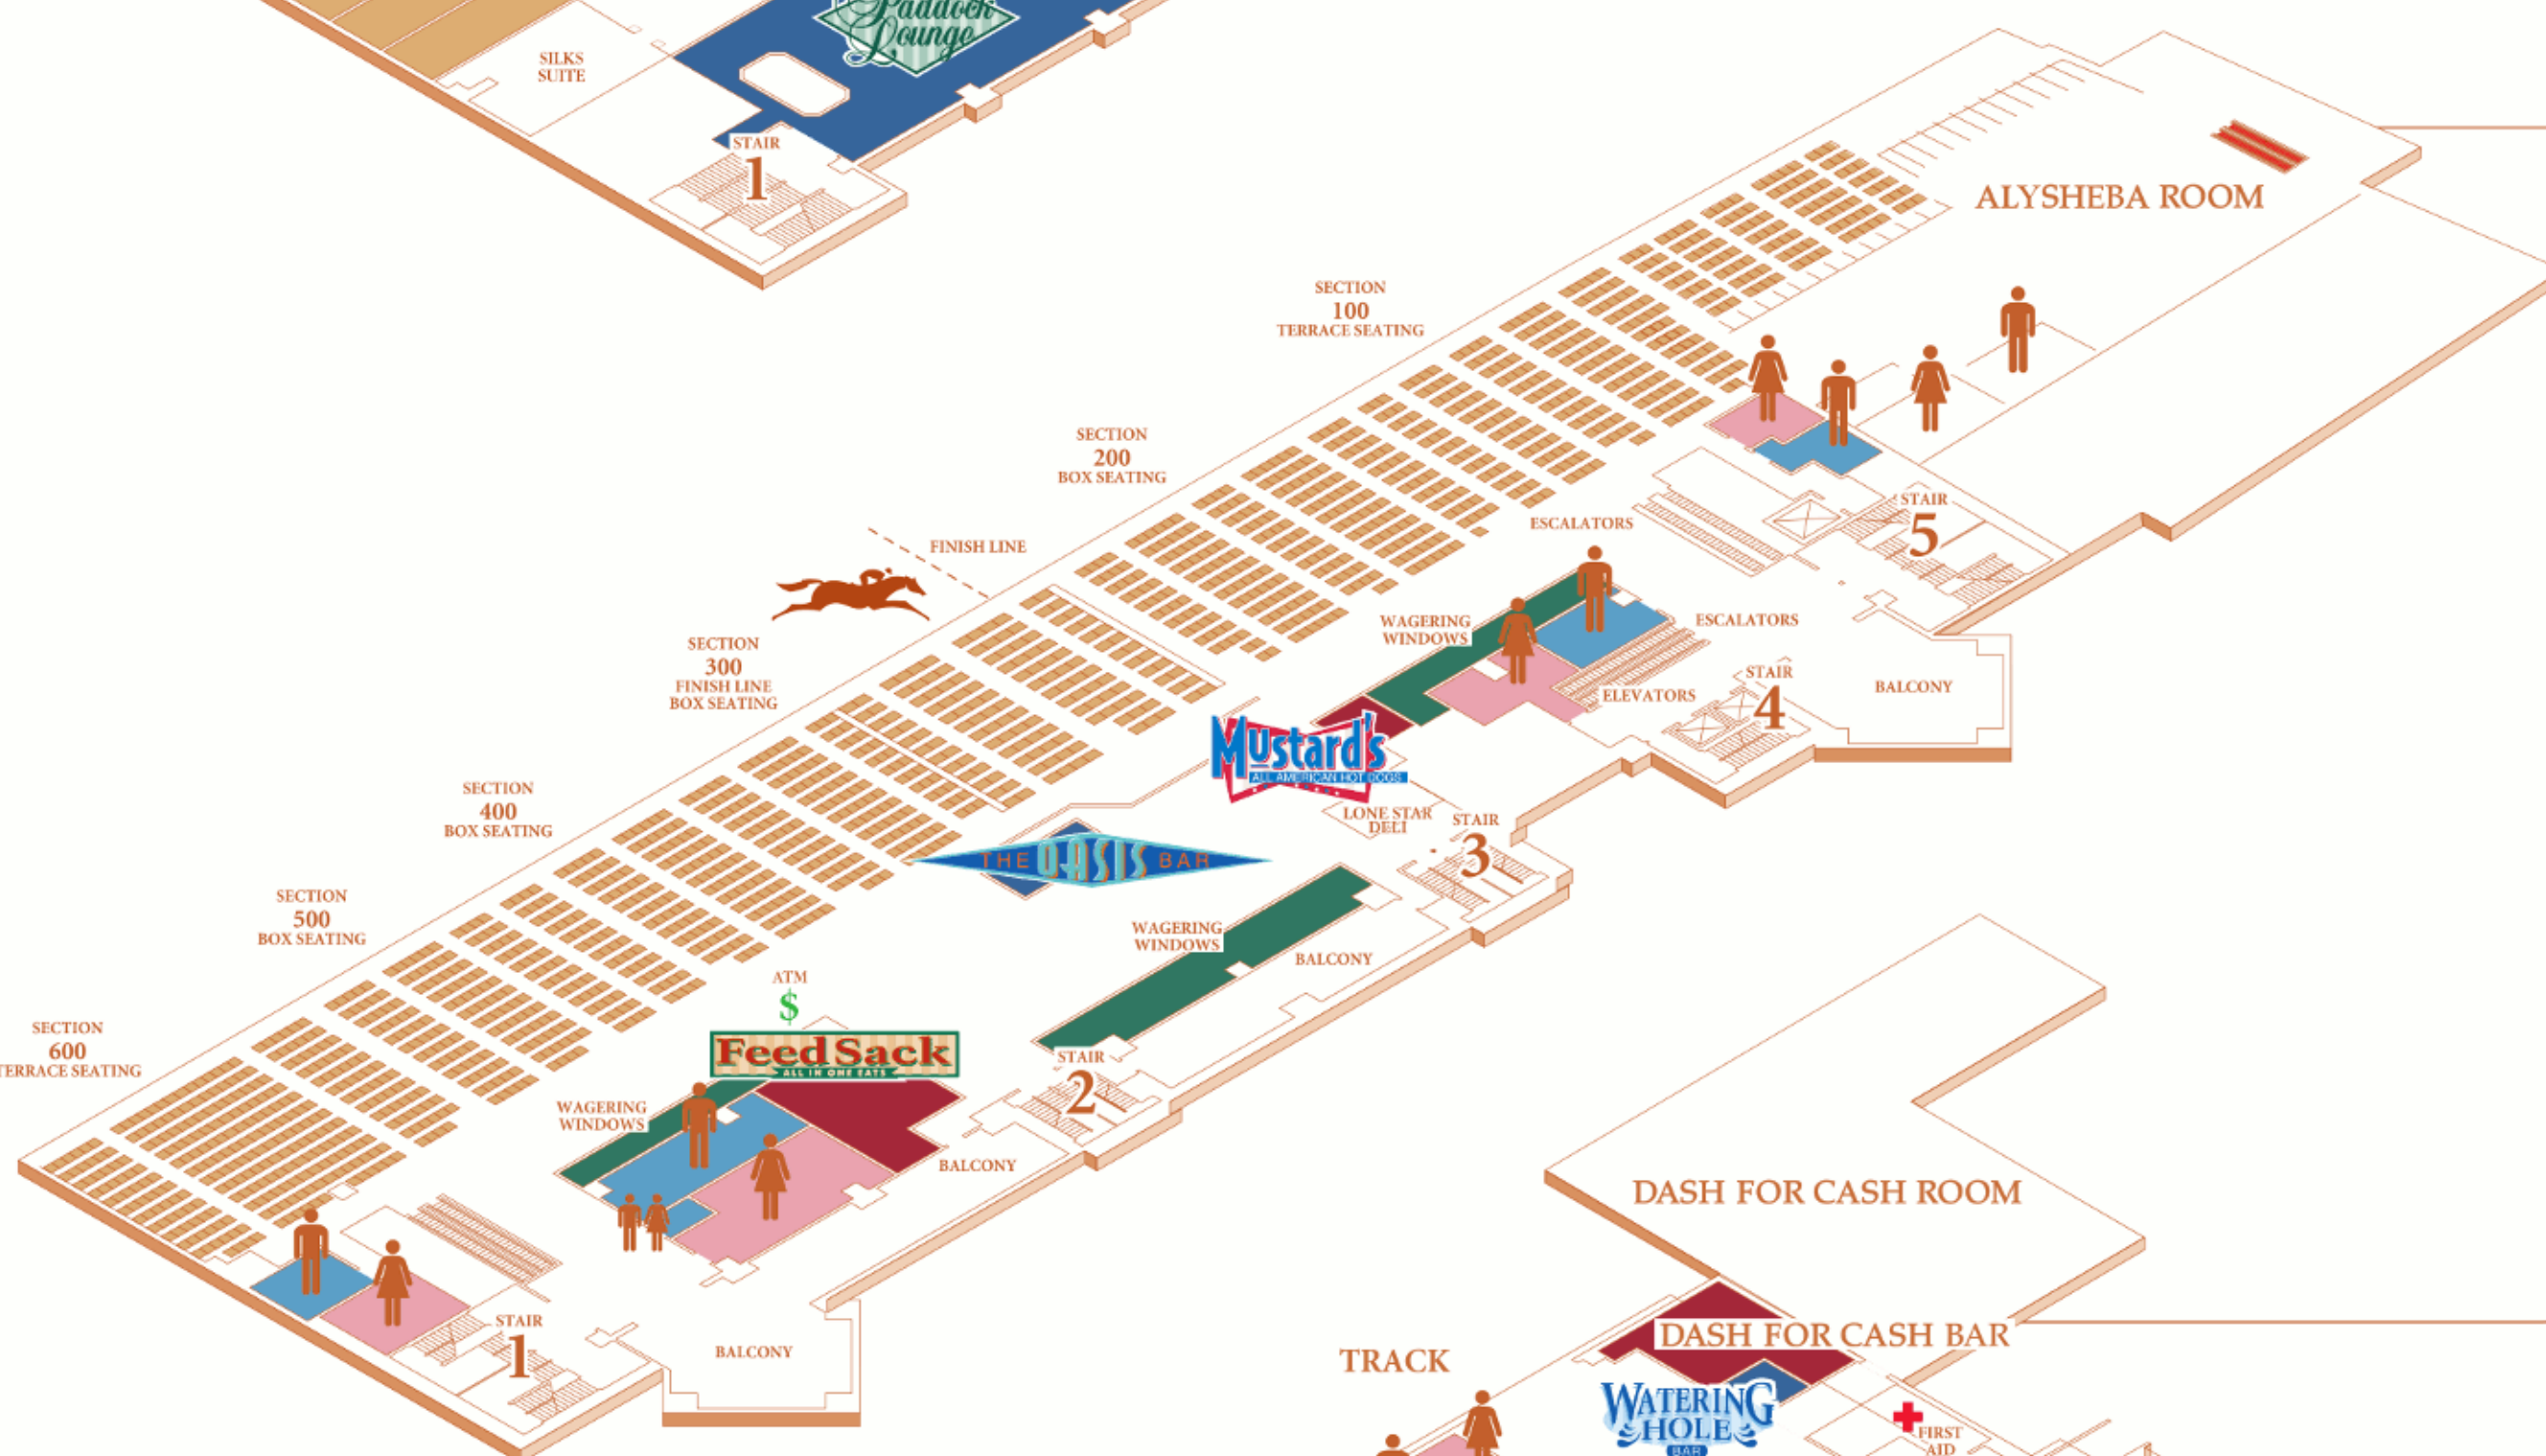 Paddock
Lounge
SILKS
SUITE
STAIR
1
ALYSHEBA ROOM
SECTION
100
TERRACE SEATING
SECTION
200
BOX SEATING
STAIR
5
ESCALATORS
FINISH LINE
WAGERING
WINDOWS
ESCALATORS
SECTION
300
FINISH LINE
BOX SEATING
STAIR
4
ELEVATORS
BALCONY
Mustard's
ALL AMERICAN HOT DOGS
SECTION
400
BOX SEATING
LONE STAR
DELI
STAIR
3
THE OASIS BAR
SECTION
500
BOX SEATING
WAGERING
WINDOWS
BALCONY
ATM
$
SECTION
600
TERRACE SEATING
FeedSack
ALL IN ONE EATS
STAIR
2
WAGERING
WINDOWS
BALCONY
DASH FOR CASH ROOM
STAIR
1
BALCONY
DASH FOR CASH BAR
TRACK
WATERING
HOLE
BAR
FIRST
AID